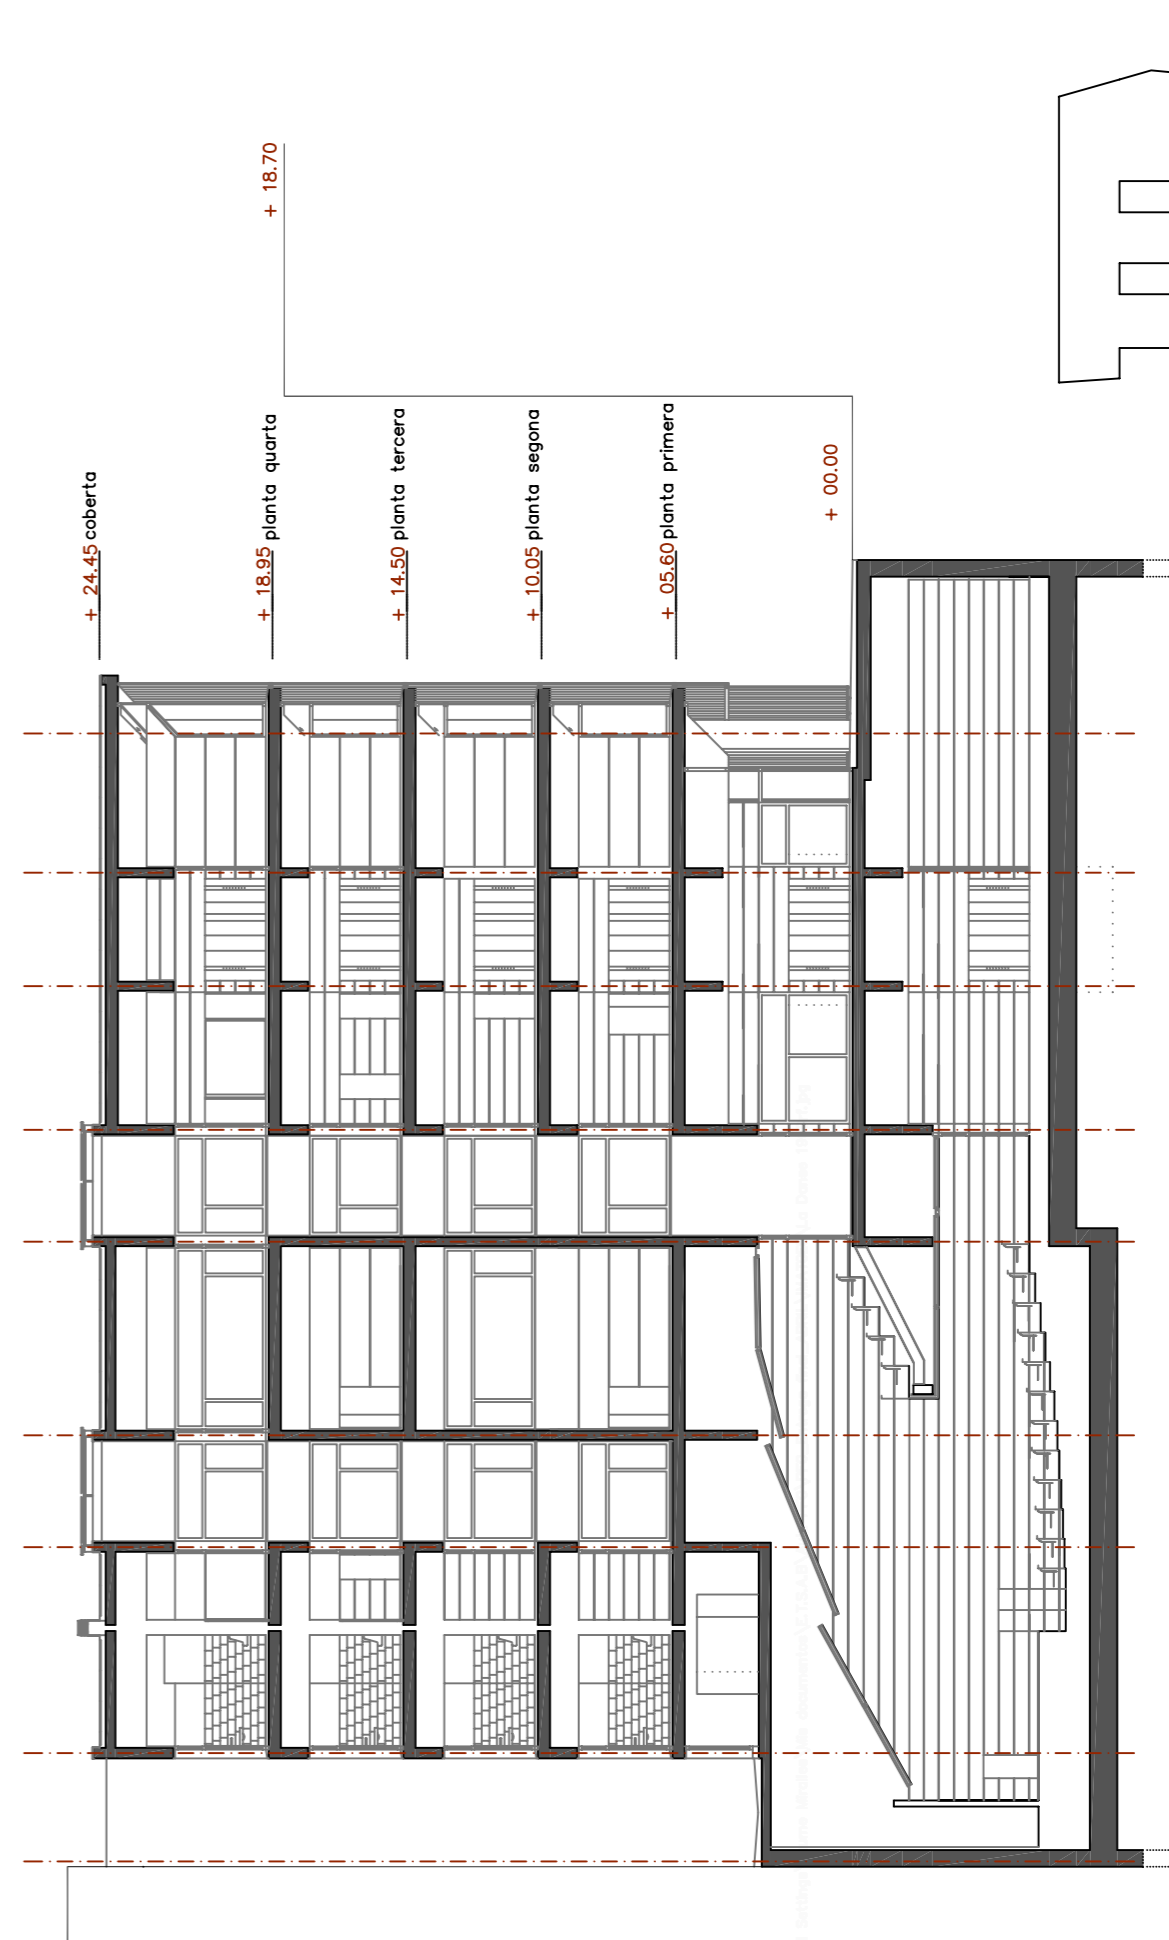 + 18.70
+ 24.45 coberta
+ 18.95 planta quarta
+ 14.50 planta tercera
+ 10.05 planta segona
+ 05.60 planta primera
+ 00.00